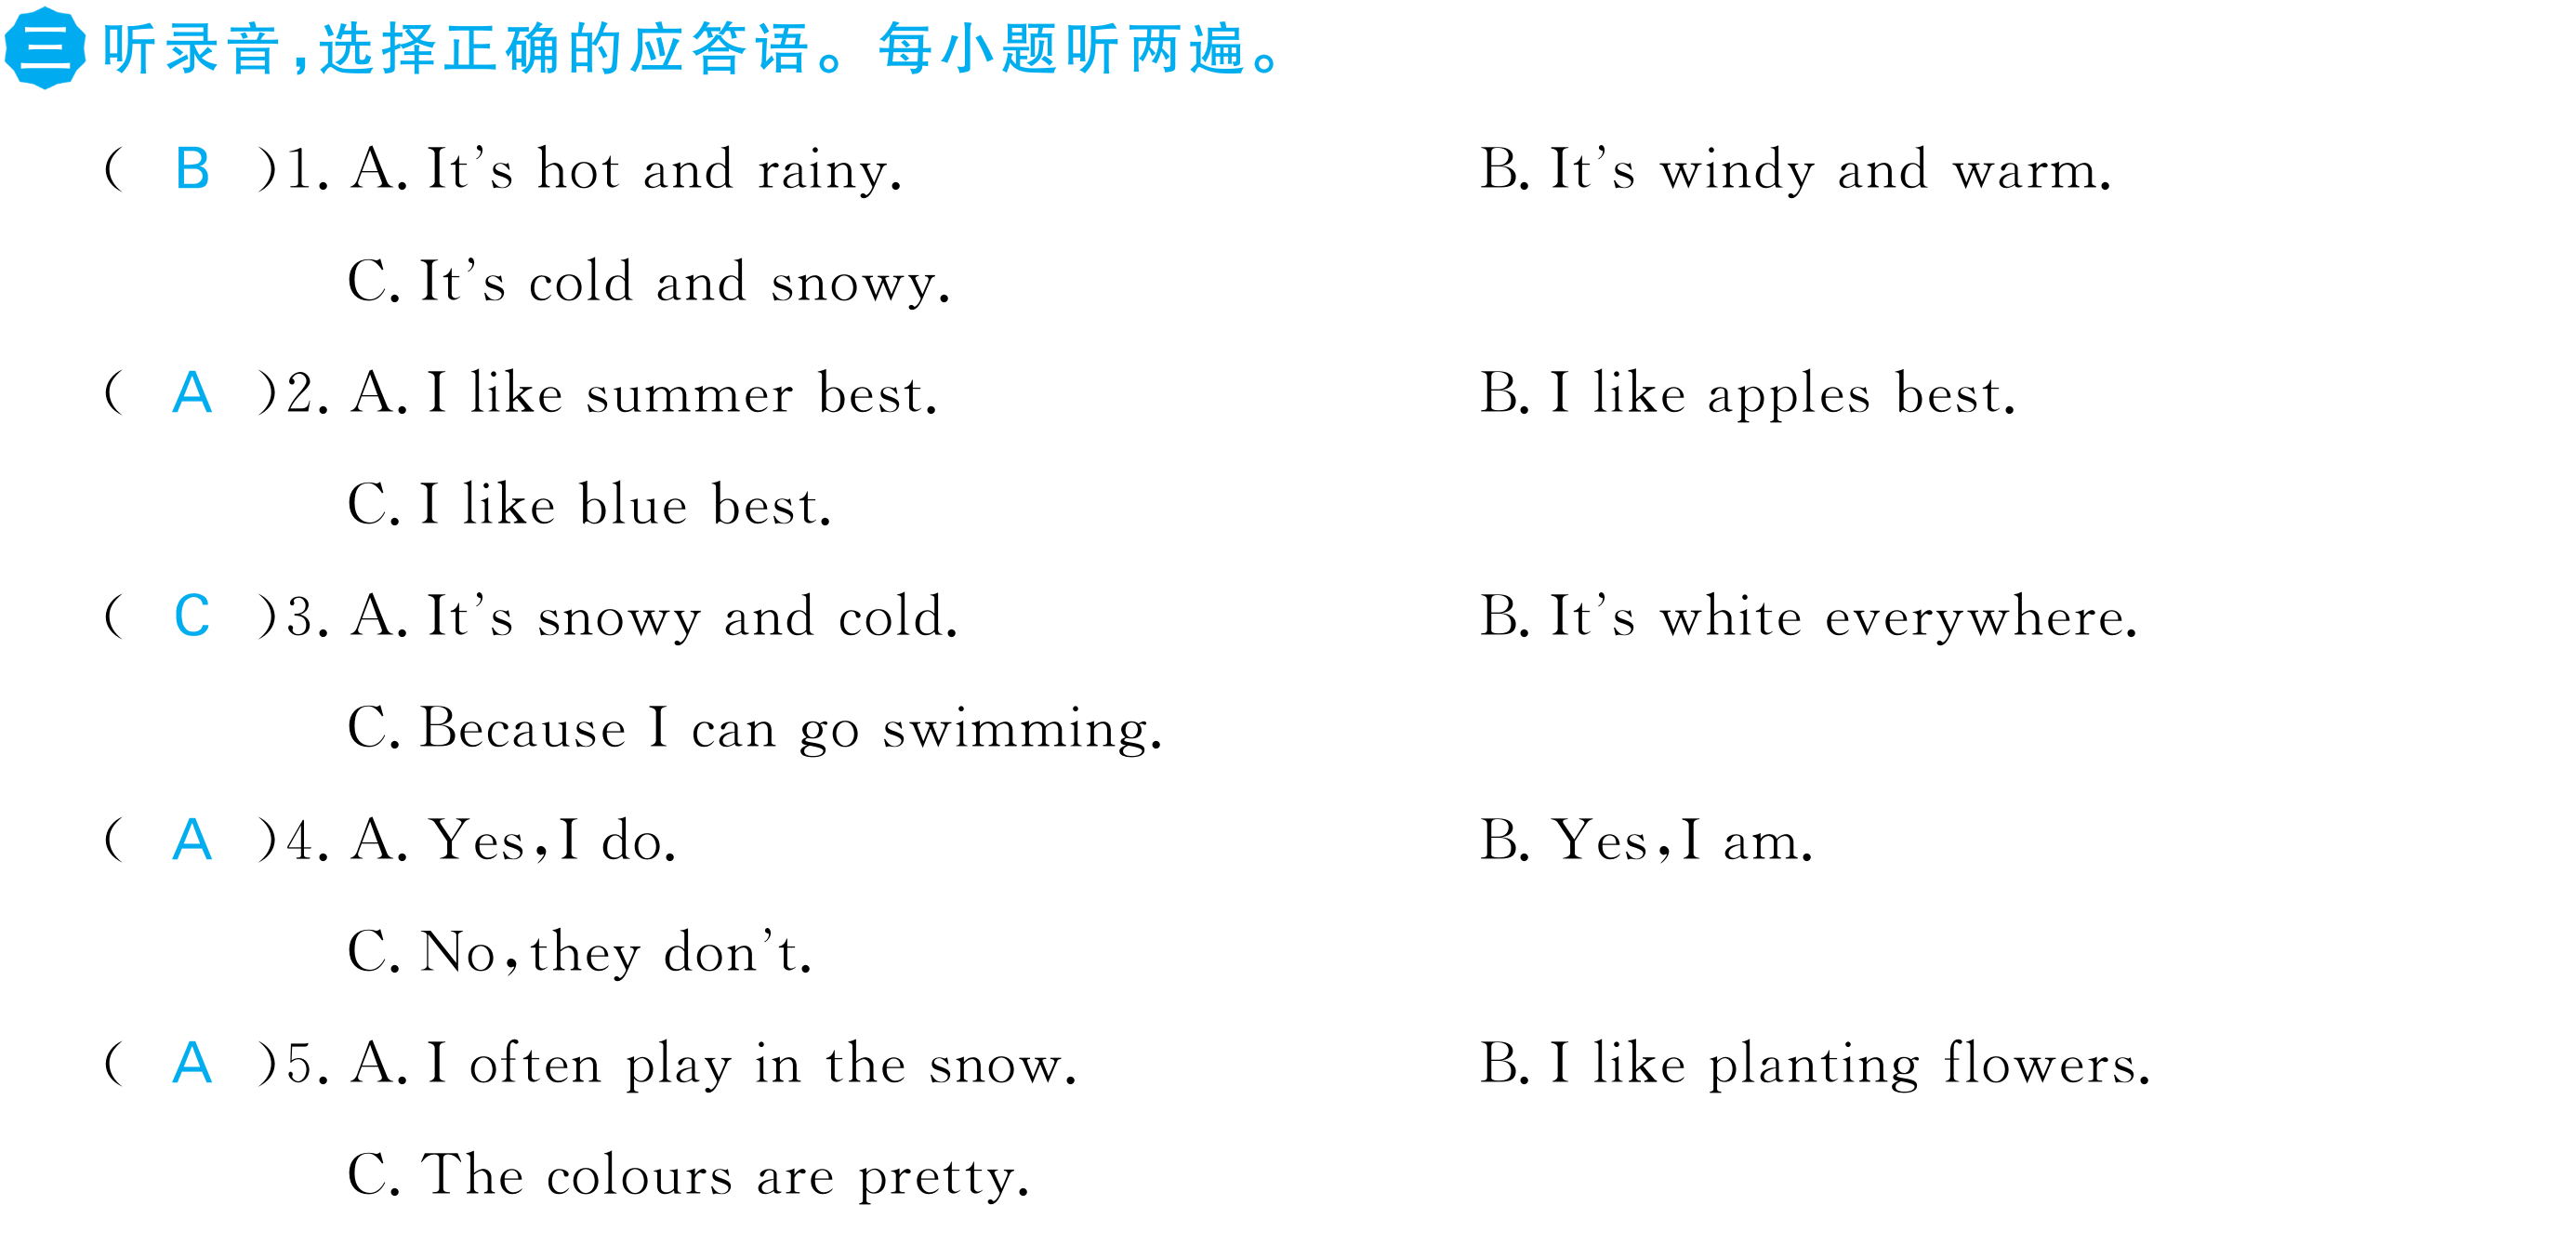 三 听录音,选择正确的应答语。每小题听两遍。
( B )1. A. It's hot and rainy. B. It's windy and warm.
C. It's cold and snowy.
( A )2. A. I like summer best. B. I like apples best.
C. I like blue best.
( C )3. A. It's snowy and cold. B. It's white everywhere.
C. Because I can go swimming.
( A )4. A. Yes,I do. B. Yes,I am.
C. No,they don't.
( A )5. A. I often play in the snow. B. I like planting flowers.
C. The colours are pretty.